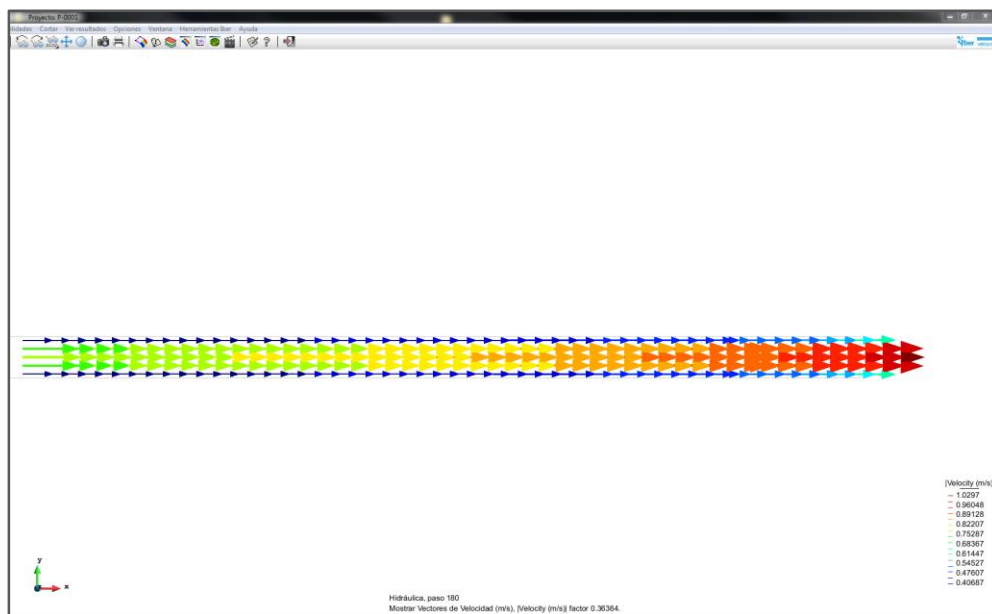 Proyecto: P-0001
Cortar Ver resultados Opciones Ventana Herramientas Iber Ayuda
Iber
|Velocity (m/s)|
1.0297
0.96048
0.89128
0.82207
0.75287
0.68367
0.61447
0.54527
0.47607
0.40687
y
x
Hidráulica, paso 180
Mostrar Vectores de Velocidad (m/s), |Velocity (m/s)| factor 0.36364.